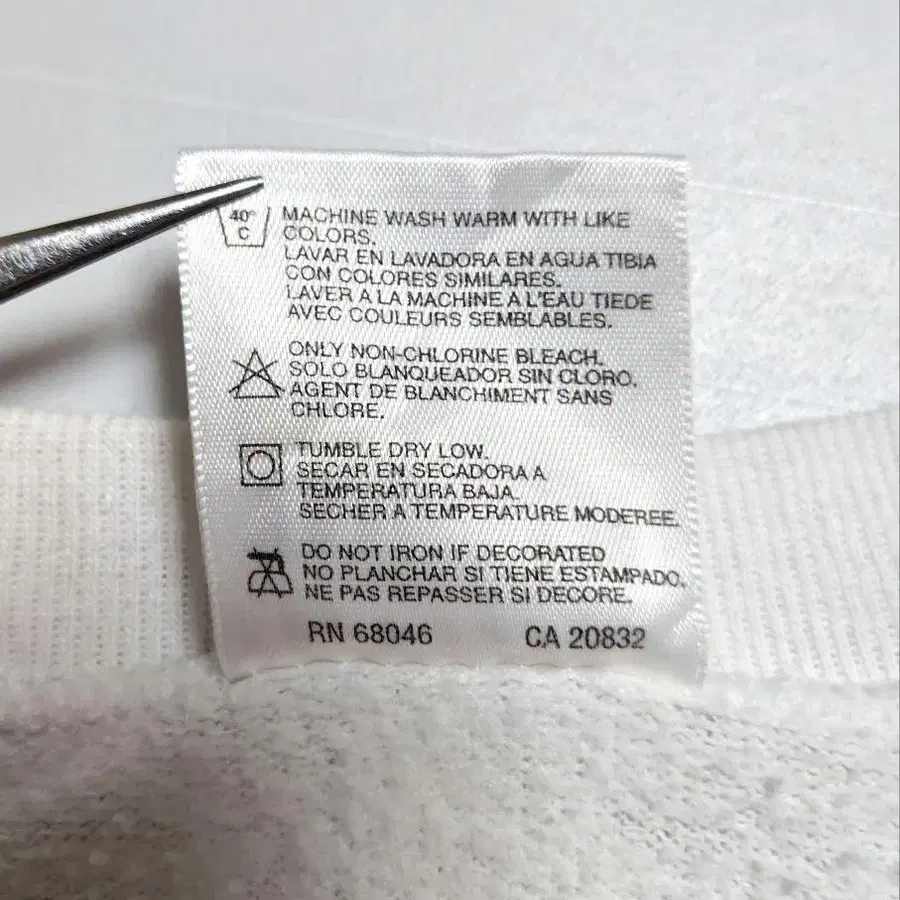 40°
C
MACHINE WASH WARM WITH LIKE
COLORS.
LAVAR EN LAVADORA EN AGUA TIBIA
CON COLORES SIMILARES.
LAVER A LA MACHINE A L'EAU TIEDE
AVEC COULEURS SEMBLABLES.
ONLY NON-CHLORINE BLEACH.
SOLO BLANQUEADOR SIN CLORO.
AGENT DE BLANCHIMENT SANS
CHLORE.
TUMBLE DRY LOW.
SECAR EN SECADORA A
TEMPERATURA BAJA.
SECHER A TEMPERATURE MODEREE.
DO NOT IRON IF DECORATED
NO PLANCHAR SI TIENE ESTAMPADO.
NE PAS REPASSER SI DECORE.
RN 68046 CA 20832